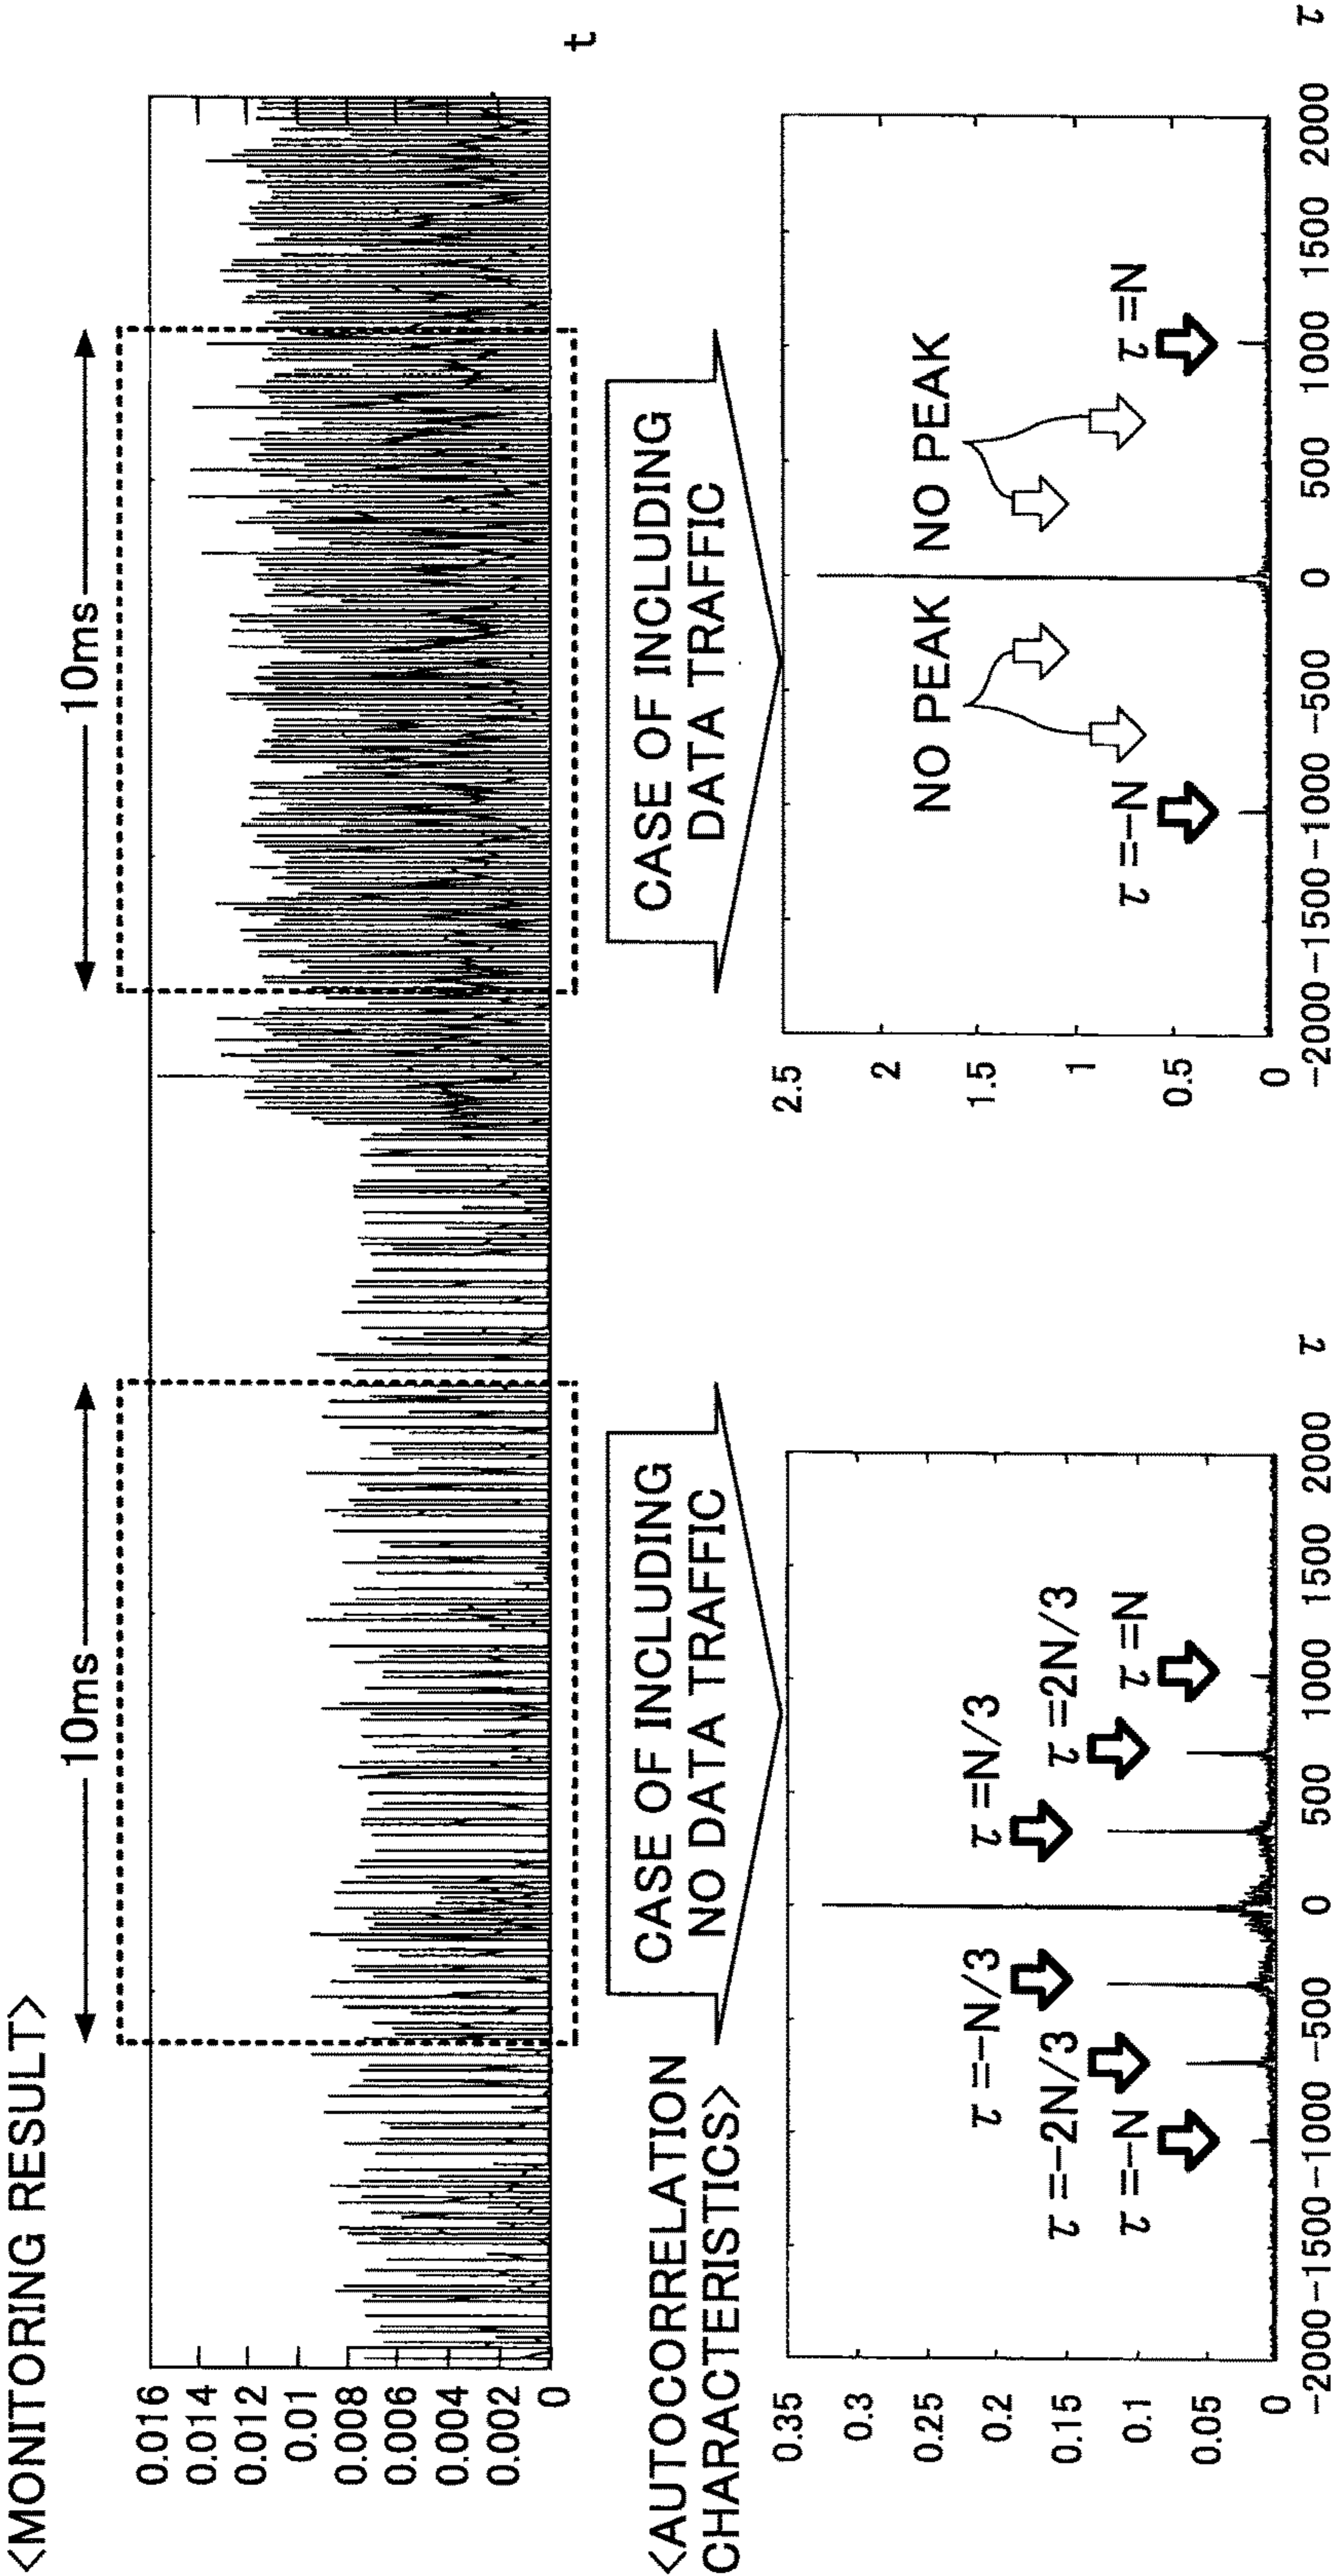 <MONITORING RESULT>
10ms
10ms
0.016
0.014
0.012
0.01
0.008
0.006
0.004
0.002
0
t
<AUTOCORRELATION
CHARACTERISTICS>
CASE OF INCLUDING
NO DATA TRAFFIC
CASE OF INCLUDING
DATA TRAFFIC
0.35
0.3
0.25
0.2
0.15
0.1
0.05
0
τ=-N/3
τ=N/3
τ=-2N/3
τ=2N/3
τ=-N
τ=N
-2000 -1500 -1000 -500 0 500 1000 1500 2000
τ
2.5
2
1.5
1
0.5
0
NO PEAK NO PEAK
τ=-N
τ=N
-2000 -1500 -1000 -500 0 500 1000 1500 2000
τ